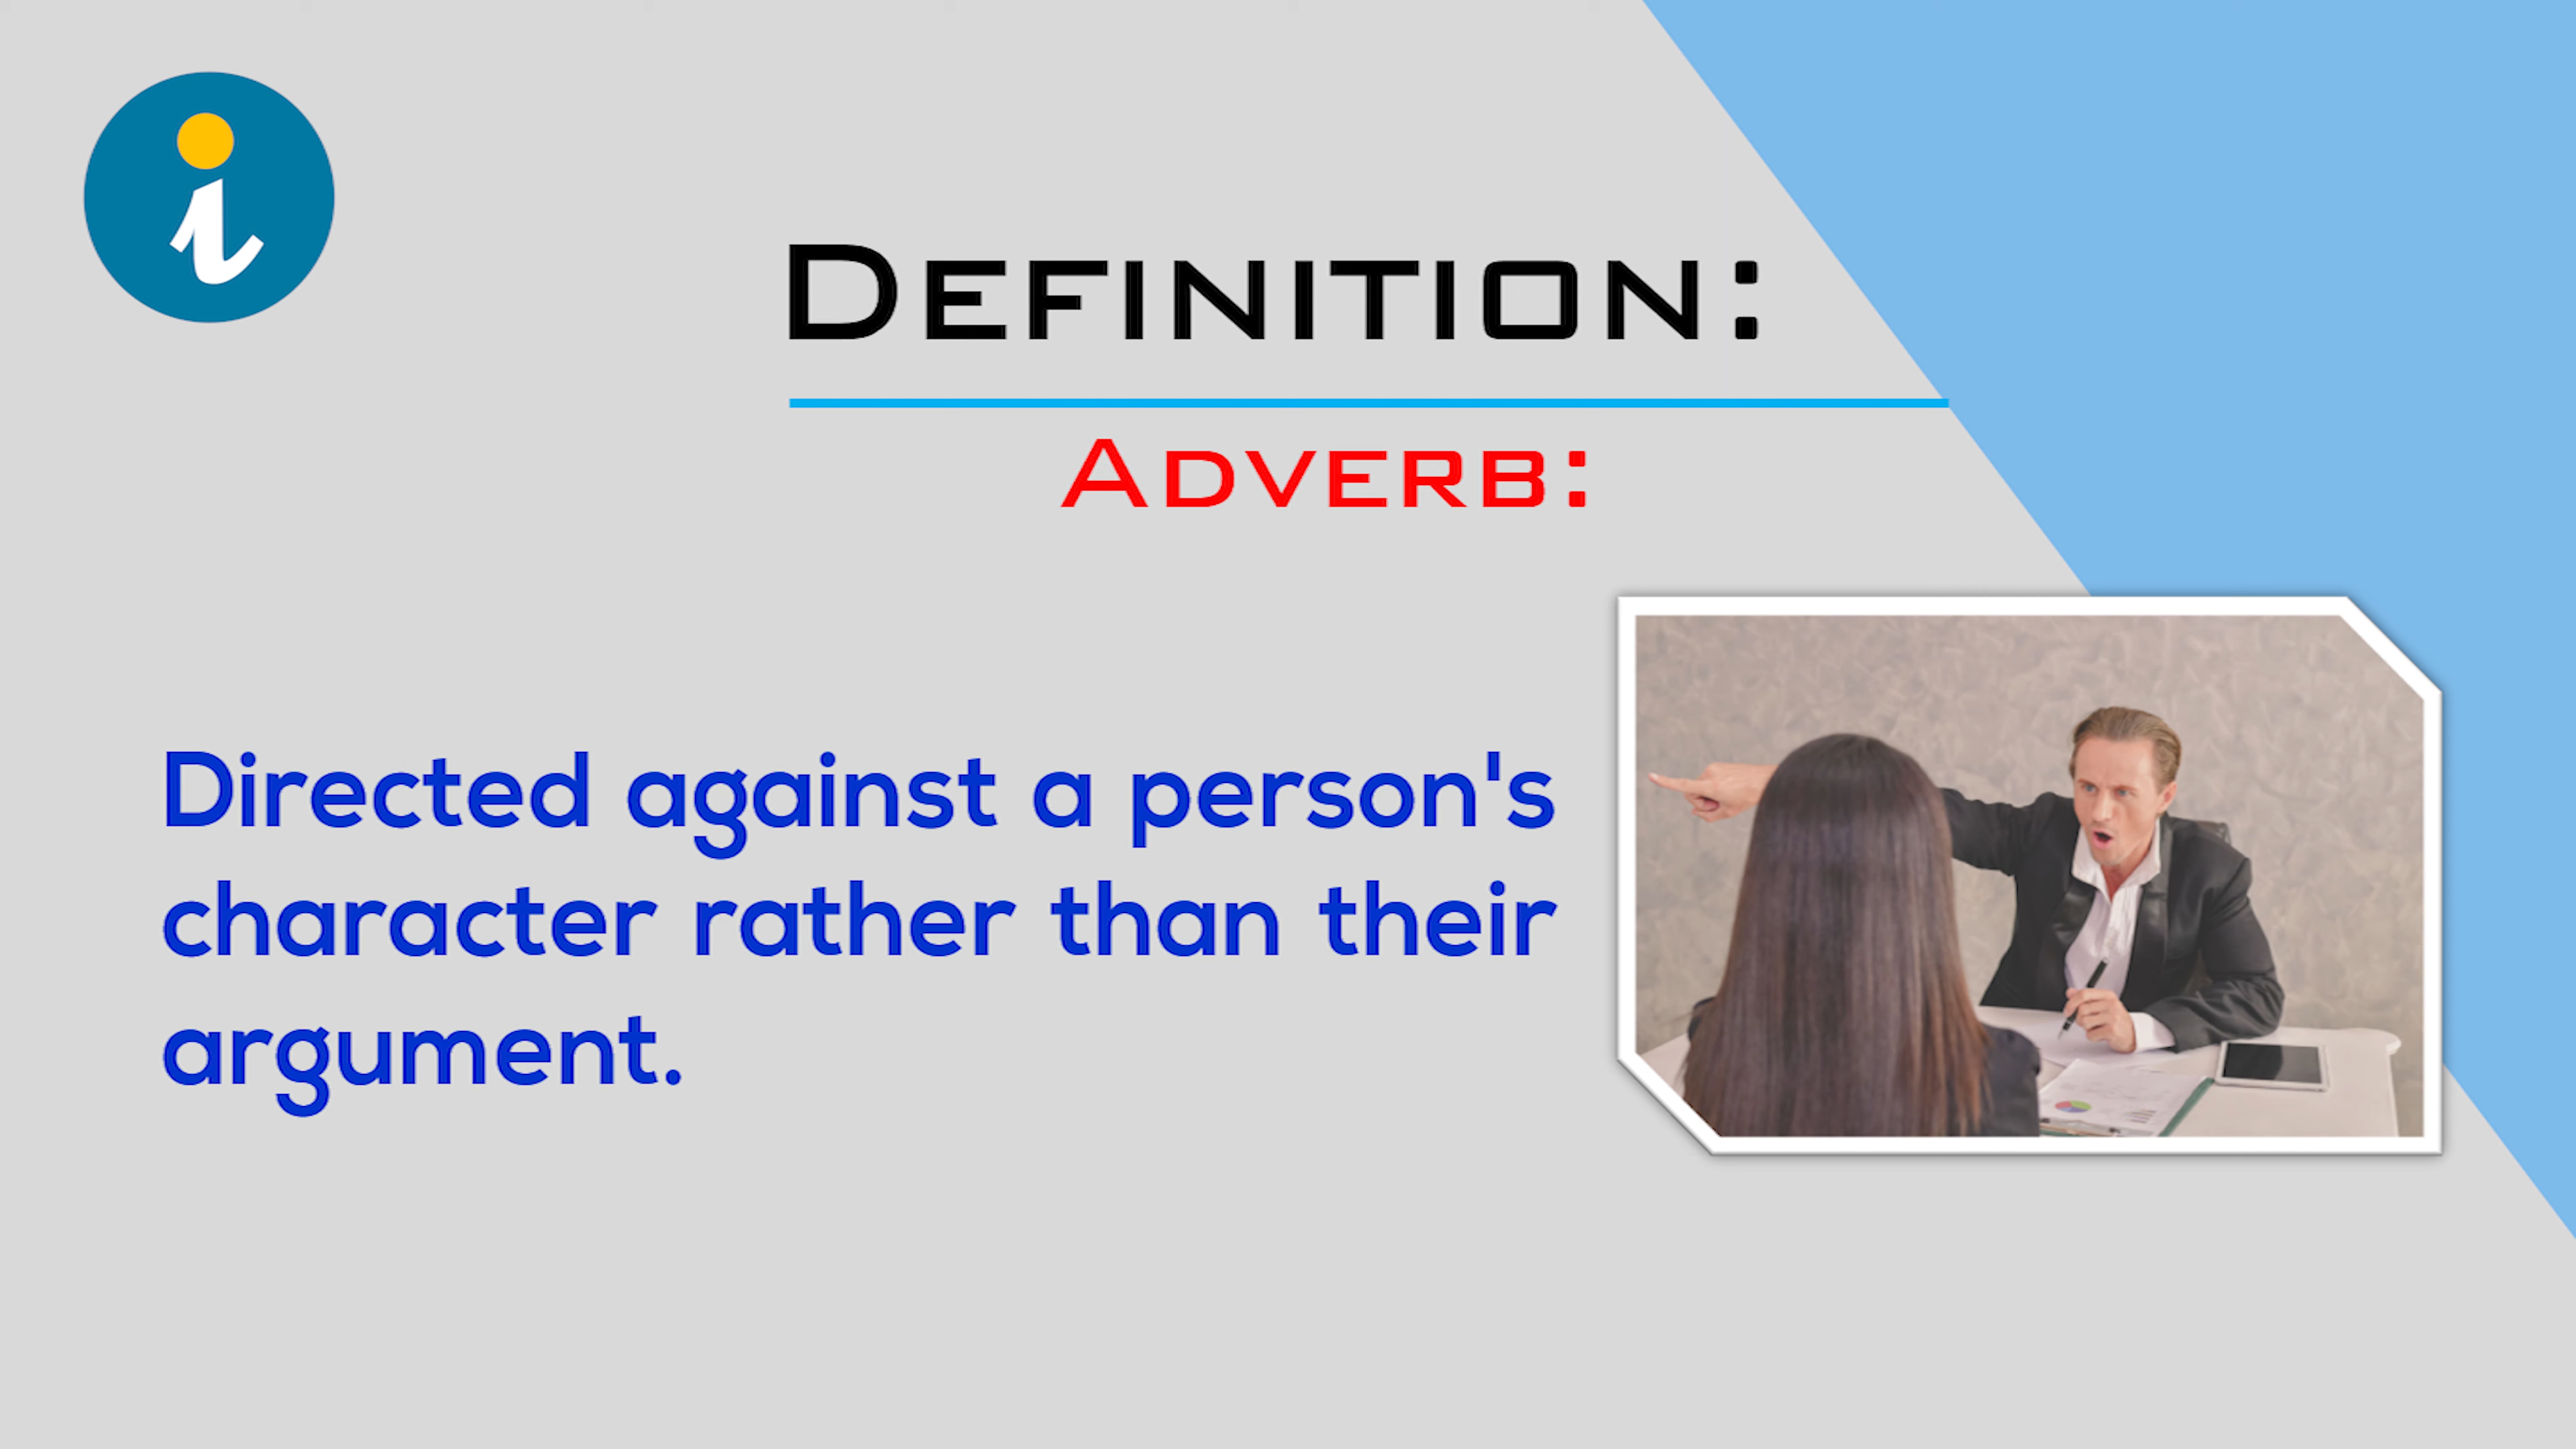 i
DEFINITION:
ADVERB:
Directed against a person's
character rather than their
argument.